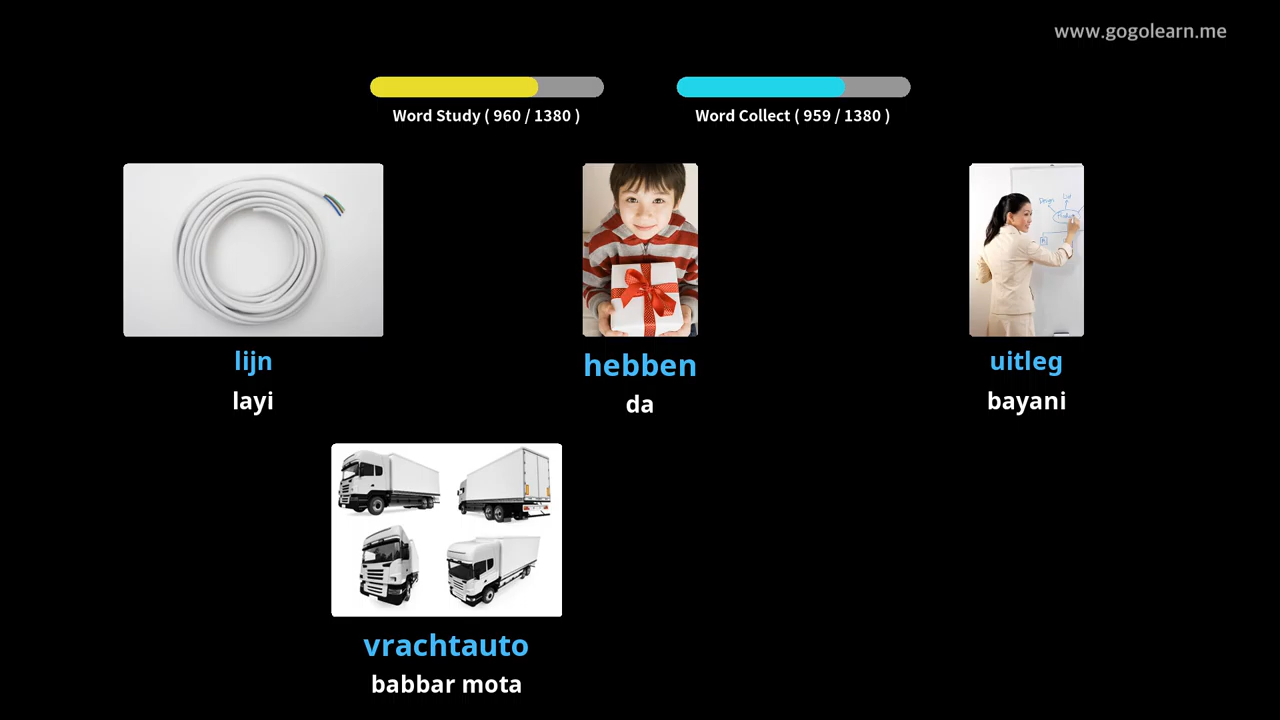 www.gogolearn.me
Word Study ( 960 / 1380 )
Word Collect ( 959 / 1380 )
lijn
layi
hebben
da
uitleg
bayani
vrachtauto
babbar mota